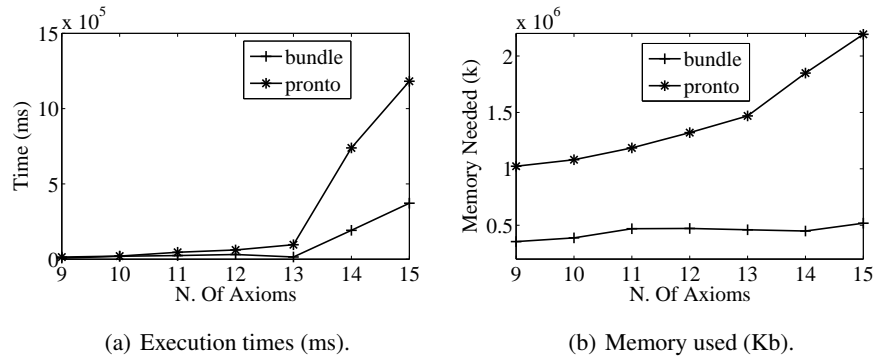 x 10^5
15
10
5
0
Time (ms)
bundle
pronto
9 10 11 12 13 14 15
N. Of Axioms
(a) Execution times (ms).
x 10^6
2
1.5
1
0.5
Memory Needed (k)
bundle
pronto
9 10 11 12 13 14 15
N. Of Axioms
(b) Memory used (Kb).